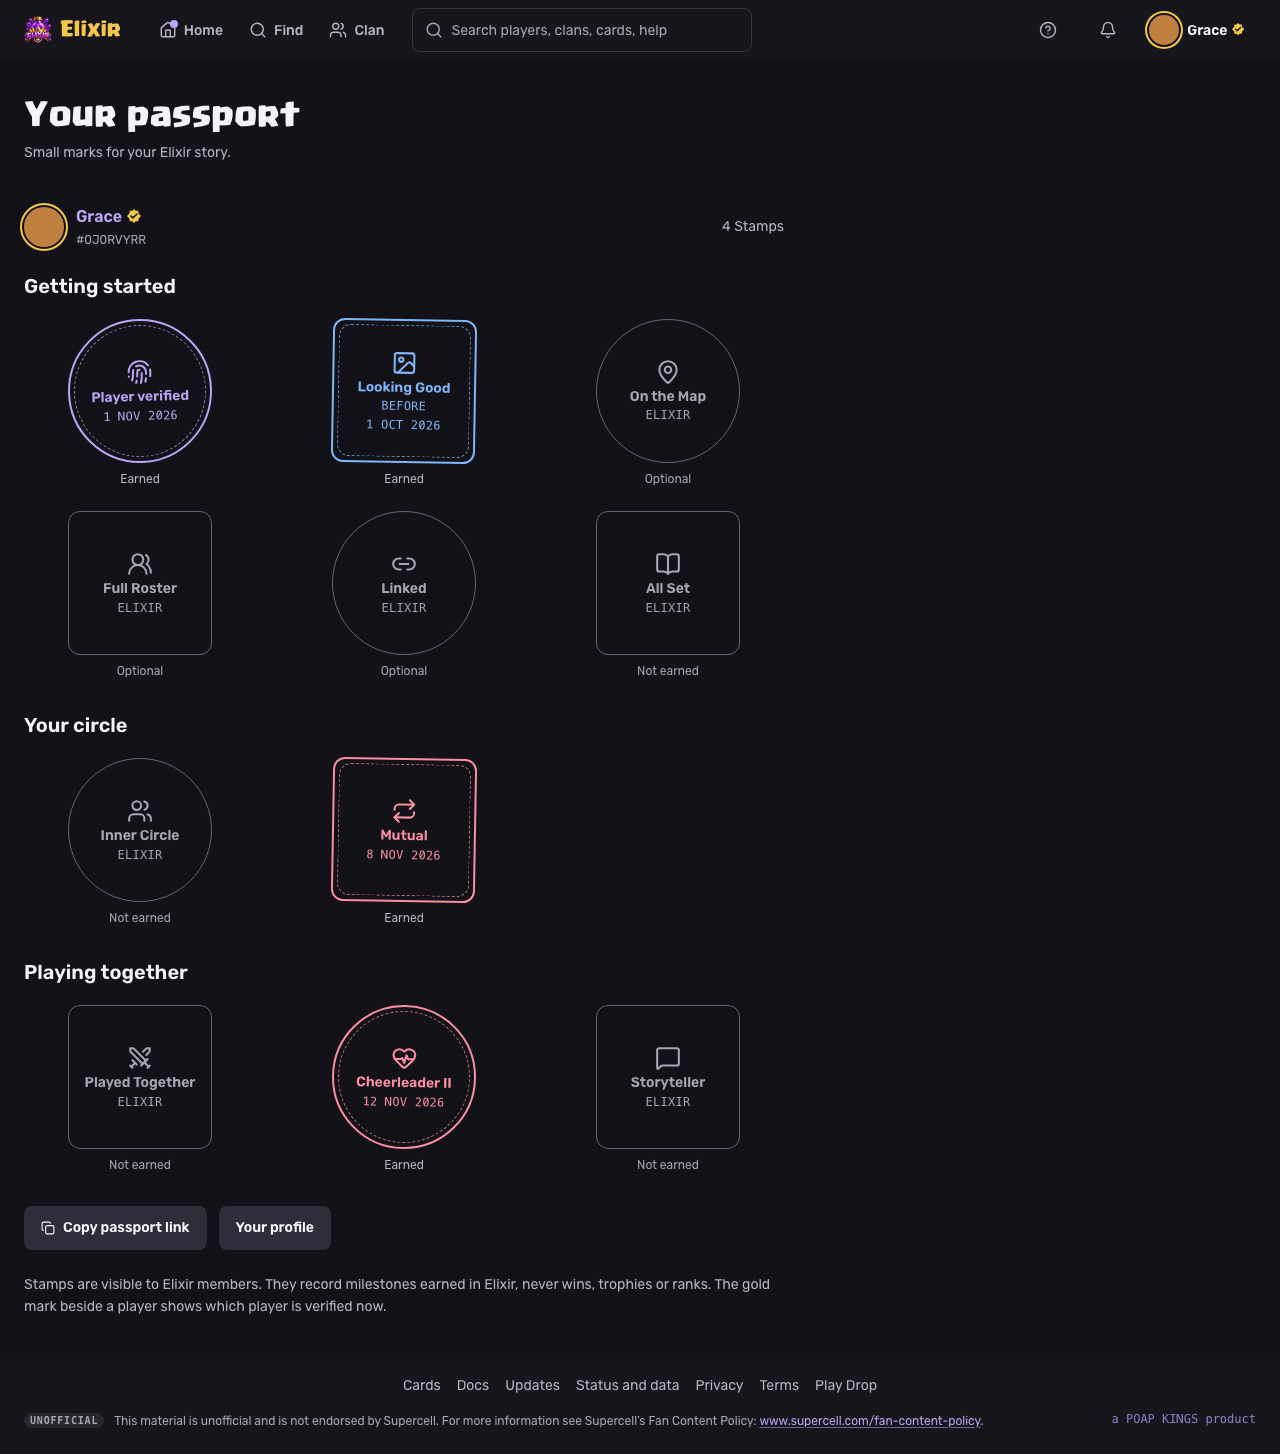 Elixir
Home
Find
Clan
Search players, clans, cards, help
Grace
Your passport
Small marks for your Elixir story.
Grace
#0J0RVYRR
4 Stamps
Getting started
Player verified
1 NOV 2026
Earned
Looking Good
BEFORE
1 OCT 2026
Earned
On the Map
ELIXIR
Optional
Full Roster
ELIXIR
Optional
Linked
ELIXIR
Optional
All Set
ELIXIR
Not earned
Your circle
Inner Circle
ELIXIR
Not earned
Mutual
8 NOV 2026
Earned
Playing together
Played Together
ELIXIR
Not earned
Cheerleader II
12 NOV 2026
Earned
Storyteller
ELIXIR
Not earned
Copy passport link
Your profile
Stamps are visible to Elixir members. They record milestones earned in Elixir, never wins, trophies or ranks. The gold
mark beside a player shows which player is verified now.
Cards Docs Updates Status and data Privacy Terms Play Drop
UNOFFICIAL This material is unofficial and is not endorsed by Supercell. For more information see Supercell's Fan Content Policy: www.supercell.com/fan-content-policy.
a POAP KINGS product